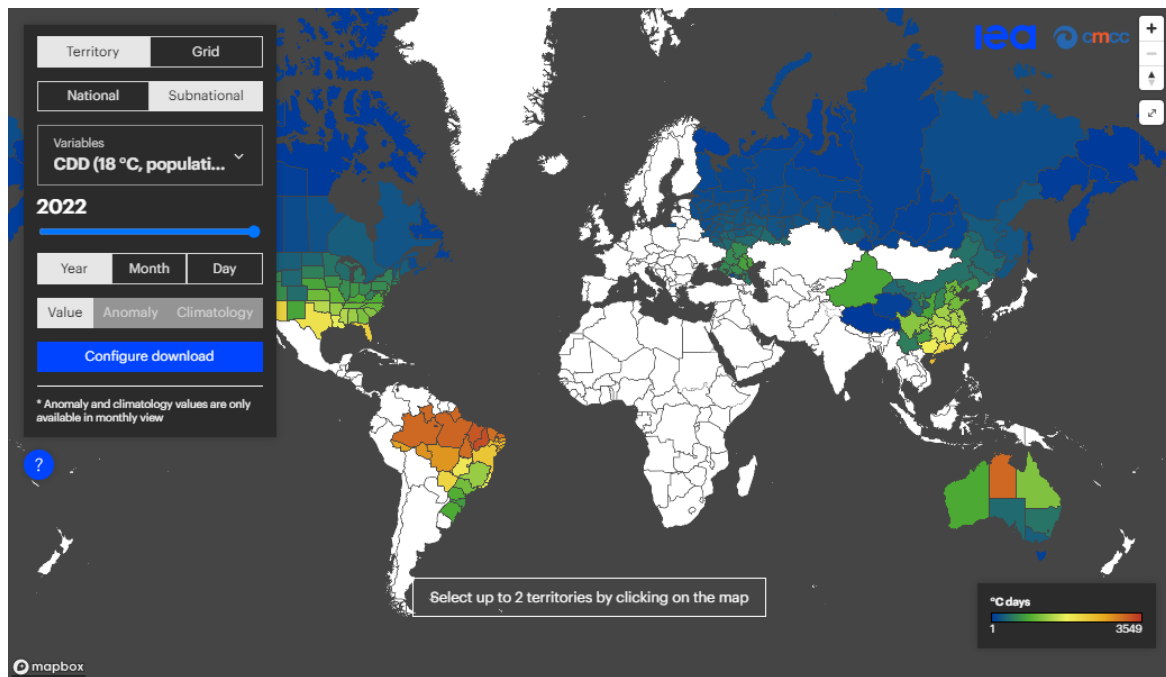 Territory Grid
National Subnational
Variables
CDD (18 °C, populati...
2022
Year Month Day
Value Anomaly Climatology
Configure download
* Anomaly and climatology values are only
available in monthly view
?
iea cmcc
+
−
Select up to 2 territories by clicking on the map
°C days
1 3549
mapbox